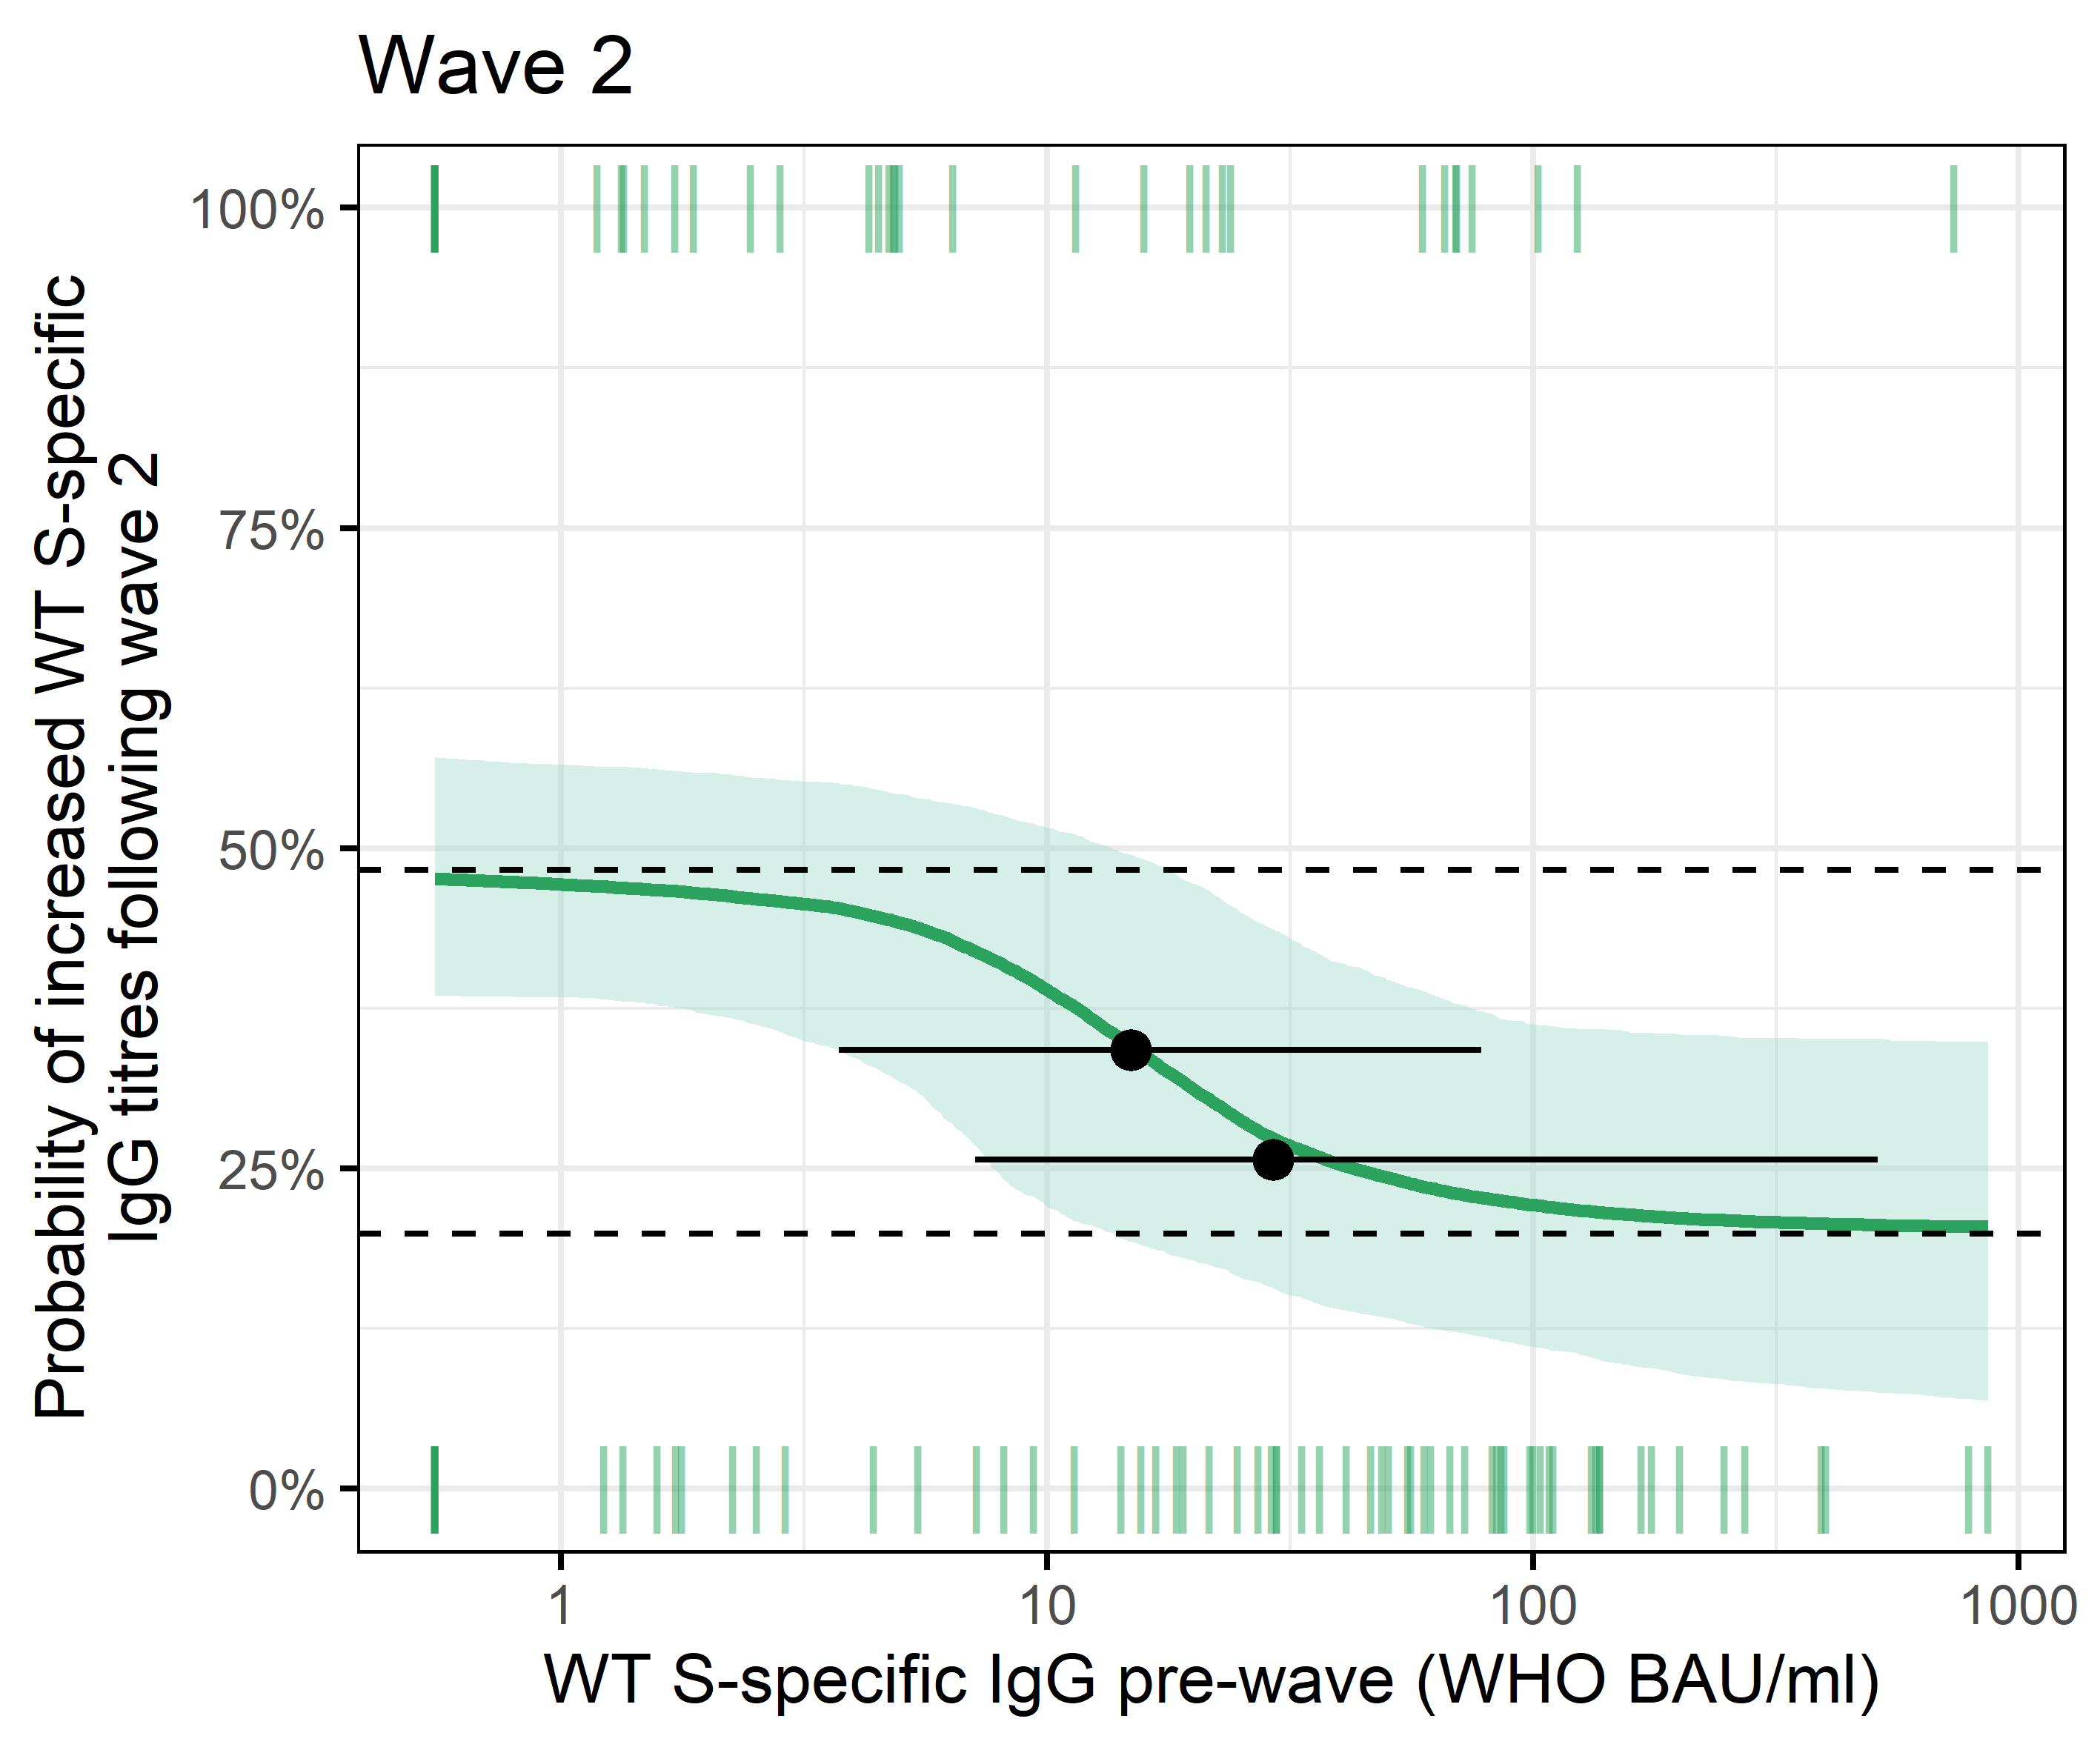 Wave 2
Probability of increased WT S-specific
IgG titres following wave 2
100%
75%
50%
25%
0%
1
10
100
1000
WT S-specific IgG pre-wave (WHO BAU/ml)